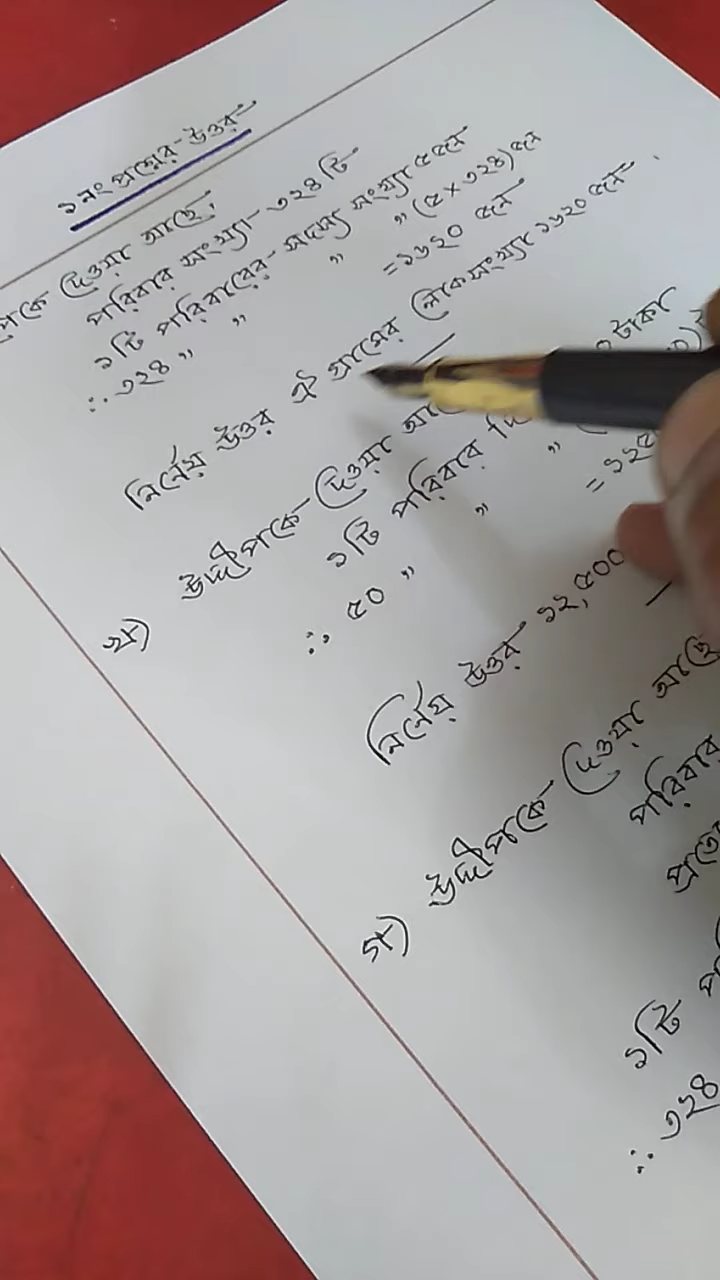 ১নং প্রশ্নের উত্তর
পকে দেওয়া আছে,
পরিবার সংখ্যা ৩২৪ টি
১টি পরিবারের সদস্য সংখ্যা ৫ জন
∴ ৩২৪ " " " " (৫ × ৩২৪) জন
= ১৬২০ জন
নির্নেয় উত্তর ঐ গ্রামের লোকসংখ্যা ১৬২০ জন
খ) উদ্দীপকে দেওয়া
১টি পরিবার টাকা
∴ ৫০ " " " (
= ১২৫
নির্নেয় উত্তর ১২,৫০০
গ) উদ্দীপকে দেওয়া আছে
পরিবার
প্রত্যে
১টি প
∴ ৩২৪